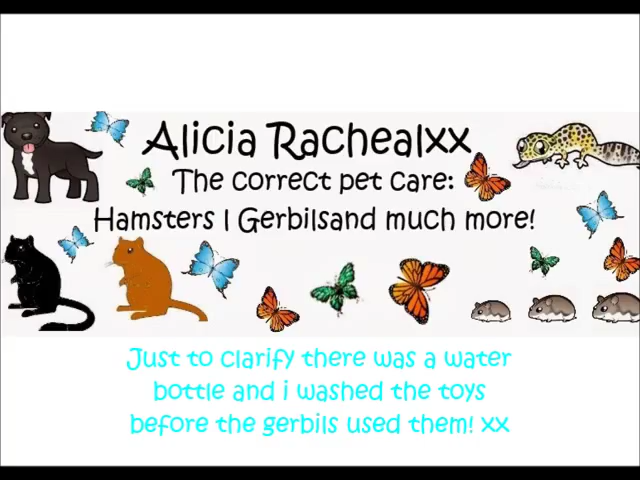 Alicia Rachealxx
The correct pet care:
Hamsters | Gerbilsand much more!
Just to clarify there was a water
bottle and i washed the toys
before the gerbils used them! xx